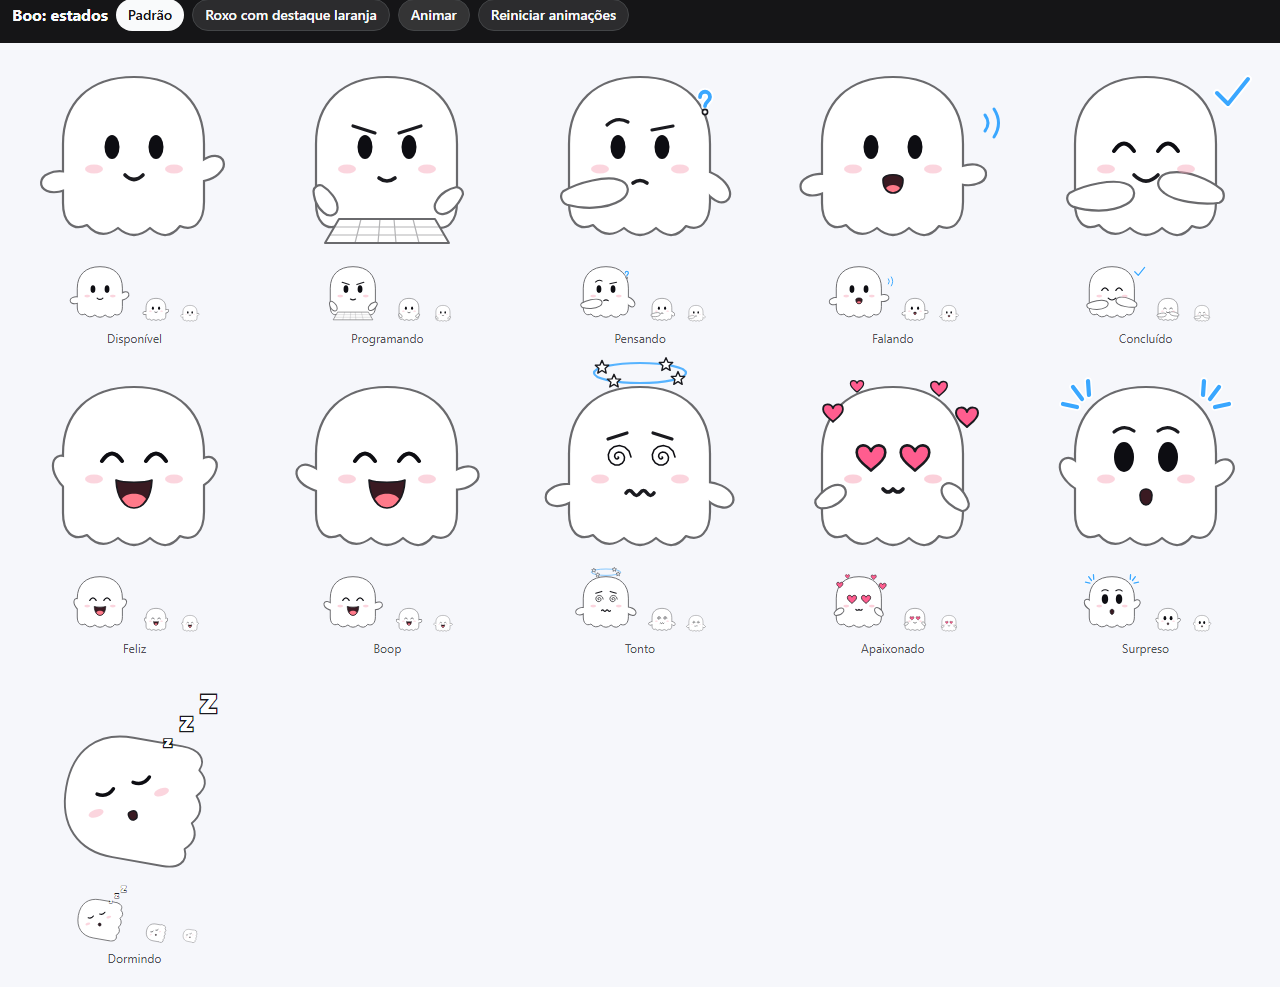 Boo: estados
Padrão
Roxo com destaque laranja
Animar
Reiniciar animações
?
?
Disponível
Programando
Pensando
Falando
Concluído
Feliz
Boop
Tonto
Apaixonado
Surpreso
z z Z
z z Z
Dormindo